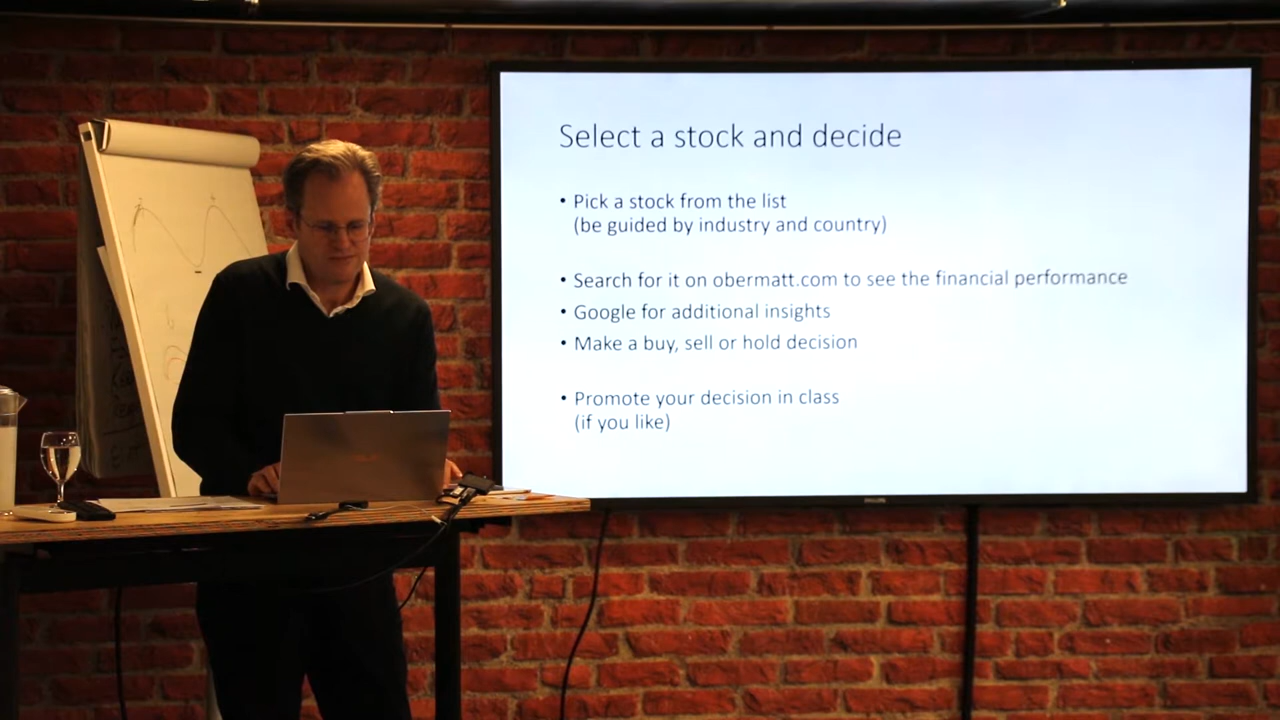 Select a stock and decide
• Pick a stock from the list
(be guided by industry and country)
• Search for it on obermatt.com to see the financial performance
• Google for additional insights
• Make a buy, sell or hold decision
• Promote your decision in class
(if you like)
PHILIPS